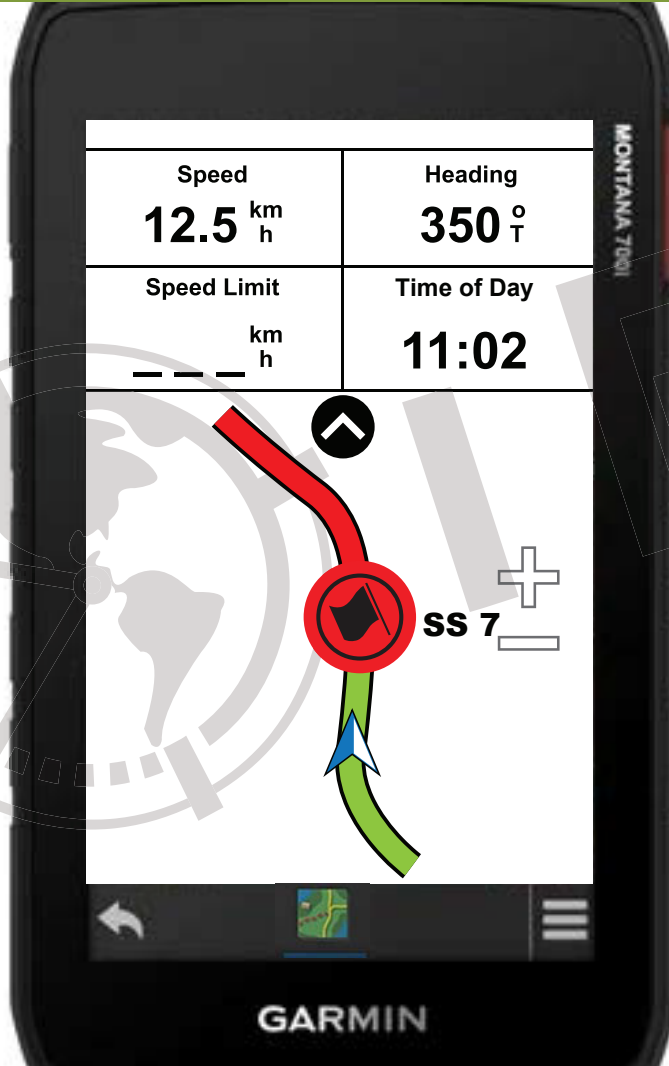 Speed
12.5 km
h
Heading
350 o
T
Speed Limit
_ _ _ km
h
Time of Day
11:02
SS 7
MONTANA 700i
GARMIN